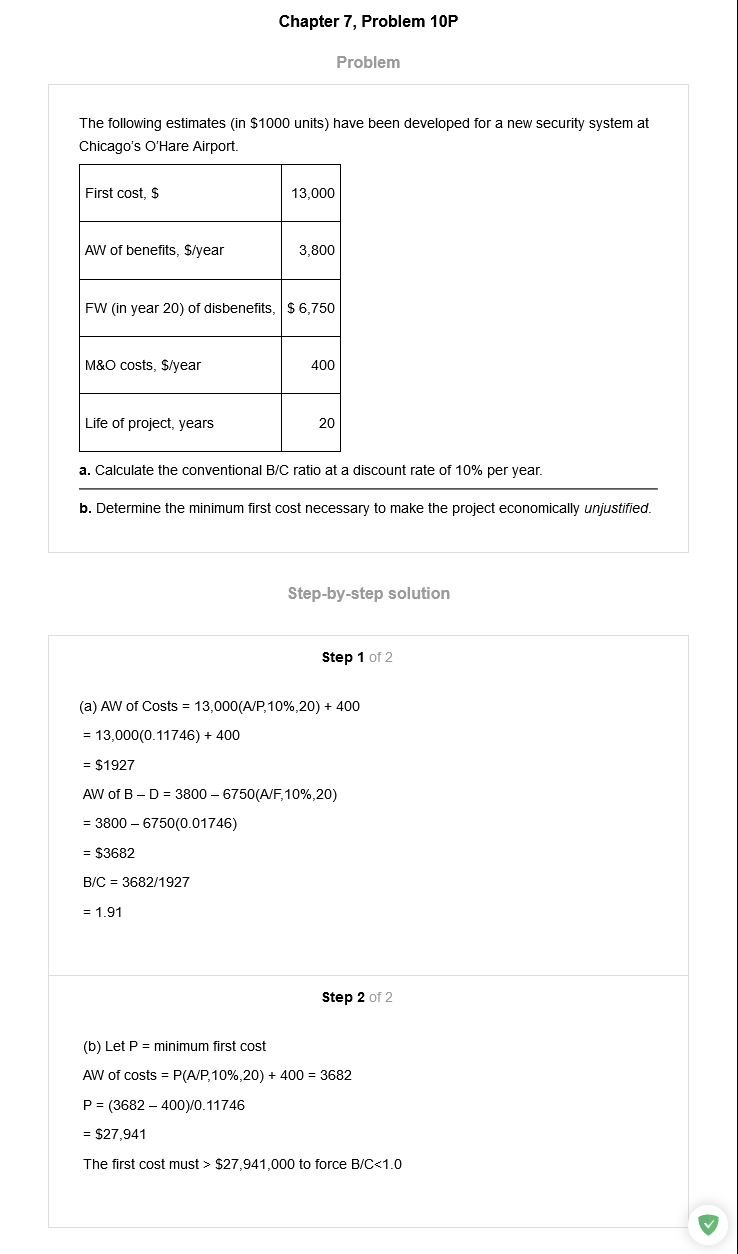 Chapter 7, Problem 10P
Problem
The following estimates (in $1000 units) have been developed for a new security system at
Chicago's O'Hare Airport.
First cost, $ 13,000
AW of benefits, $/year 3,800
FW (in year 20) of disbenefits, $ 6,750
M&O costs, $/year 400
Life of project, years 20
a. Calculate the conventional B/C ratio at a discount rate of 10% per year.
b. Determine the minimum first cost necessary to make the project economically unjustified.
Step-by-step solution
Step 1 of 2
(a) AW of Costs = 13,000(A/P,10%,20) + 400
= 13,000(0.11746) + 400
= $1927
AW of B – D = 3800 – 6750(A/F,10%,20)
= 3800 – 6750(0.01746)
= $3682
B/C = 3682/1927
= 1.91
Step 2 of 2
(b) Let P = minimum first cost
AW of costs = P(A/P,10%,20) + 400 = 3682
P = (3682 – 400)/0.11746
= $27,941
The first cost must > $27,941,000 to force B/C<1.0